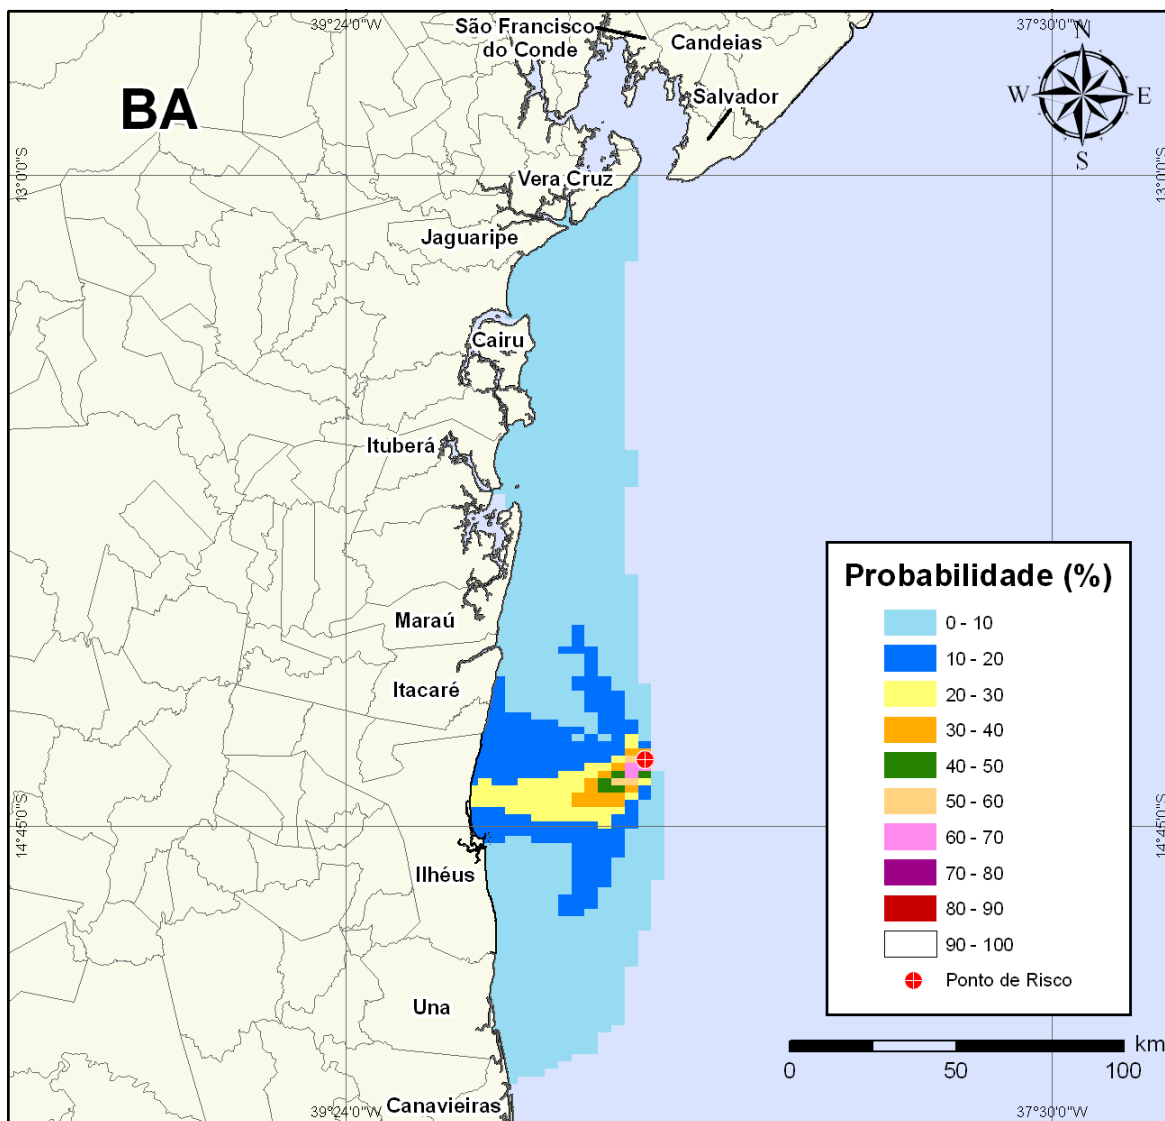 39°24'0"W
37°30'0"W
São Francisco
do Conde
Candeias
N
BA
Salvador
W
E
S
13°0'0"S
13°0'0"S
Vera Cruz
Jaguaripe
Cairu
Ituberá
Maraú
Itacaré
Ilhéus
Una
Canavieiras
14°45'0"S
14°45'0"S
Probabilidade (%)
0 - 10
10 - 20
20 - 30
30 - 40
40 - 50
50 - 60
60 - 70
70 - 80
80 - 90
90 - 100
Ponto de Risco
km
0 50 100
39°24'0"W
37°30'0"W